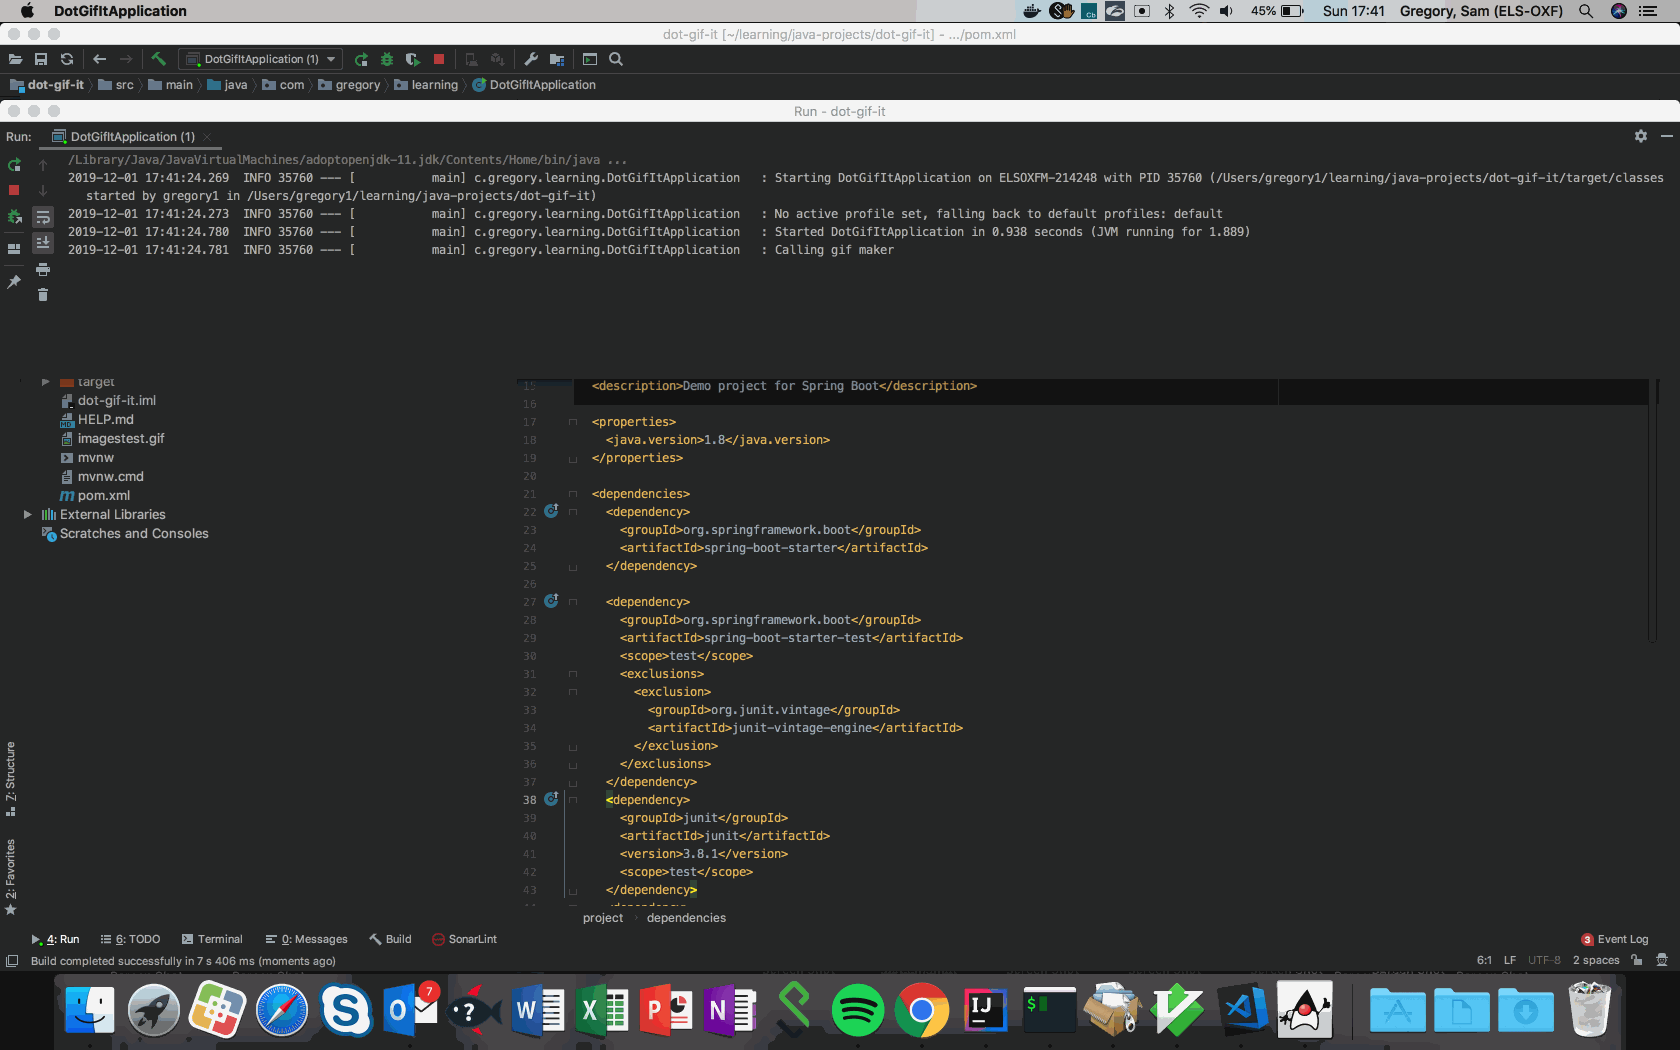 DotGifItApplication
45% Sun 17:41 Gregory, Sam (ELS-OXF)
dot-gif-it [~/learning/java-projects/dot-gif-it] - .../pom.xml
DotGifItApplication (1)
dot-gif-it src main java com gregory learning DotGifItApplication
Run - dot-gif-it
Run: DotGifItApplication (1)
/Library/Java/JavaVirtualMachines/adoptopenjdk-11.jdk/Contents/Home/bin/java ...
2019-12-01 17:41:24.269 INFO 35760 --- [ main] c.gregory.learning.DotGifItApplication : Starting DotGifItApplication on ELSOXFM-214248 with PID 35760 (/Users/gregory1/learning/java-projects/dot-gif-it/target/classes
started by gregory1 in /Users/gregory1/learning/java-projects/dot-gif-it)
2019-12-01 17:41:24.273 INFO 35760 --- [ main] c.gregory.learning.DotGifItApplication : No active profile set, falling back to default profiles: default
2019-12-01 17:41:24.780 INFO 35760 --- [ main] c.gregory.learning.DotGifItApplication : Started DotGifItApplication in 0.938 seconds (JVM running for 1.889)
2019-12-01 17:41:24.781 INFO 35760 --- [ main] c.gregory.learning.DotGifItApplication : Calling gif maker
target
dot-gif-it.iml
HELP.md
imagestest.gif
mvnw
mvnw.cmd
pom.xml
External Libraries
Scratches and Consoles
15 <description>Demo project for Spring Boot</description>
16
17 <properties>
18 <java.version>1.8</java.version>
19 </properties>
20
21 <dependencies>
22 <dependency>
23 <groupId>org.springframework.boot</groupId>
24 <artifactId>spring-boot-starter</artifactId>
25 </dependency>
26
27 <dependency>
28 <groupId>org.springframework.boot</groupId>
29 <artifactId>spring-boot-starter-test</artifactId>
30 <scope>test</scope>
31 <exclusions>
32 <exclusion>
33 <groupId>org.junit.vintage</groupId>
34 <artifactId>junit-vintage-engine</artifactId>
35 </exclusion>
36 </exclusions>
37 </dependency>
38 <dependency>
39 <groupId>junit</groupId>
40 <artifactId>junit</artifactId>
41 <version>3.8.1</version>
42 <scope>test</scope>
43 </dependency>
project dependencies
Z: Structure
2: Favorites
4: Run 6: TODO Terminal 0: Messages Build SonarLint 3 Event Log
Build completed successfully in 7 s 406 ms (moments ago) 6:1 LF UTF-8 2 spaces
7